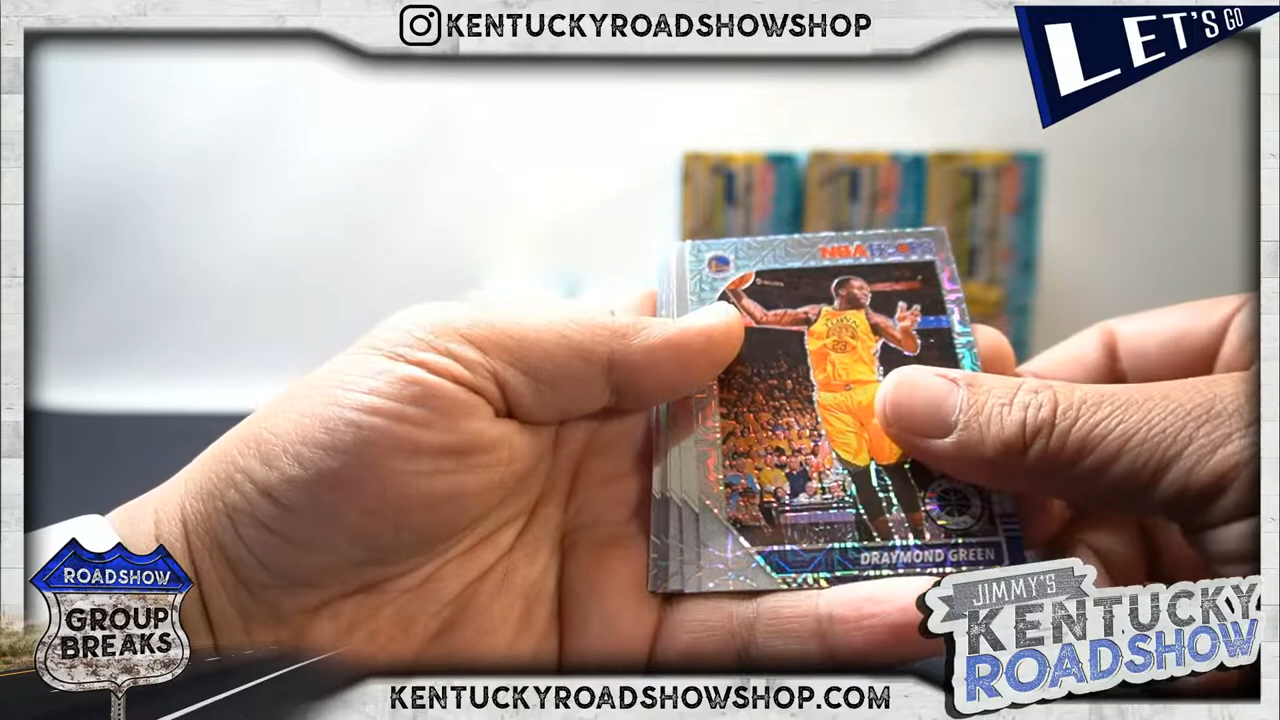 KENTUCKYROADSHOWSHOP
LET'S GO
NBA HOOPS
TOWN
23
DRAYMOND GREEN
ROADSHOW
GROUP
BREAKS
JIMMY'S
KENTUCKY
ROADSHOW
KENTUCKYROADSHOWSHOP.COM